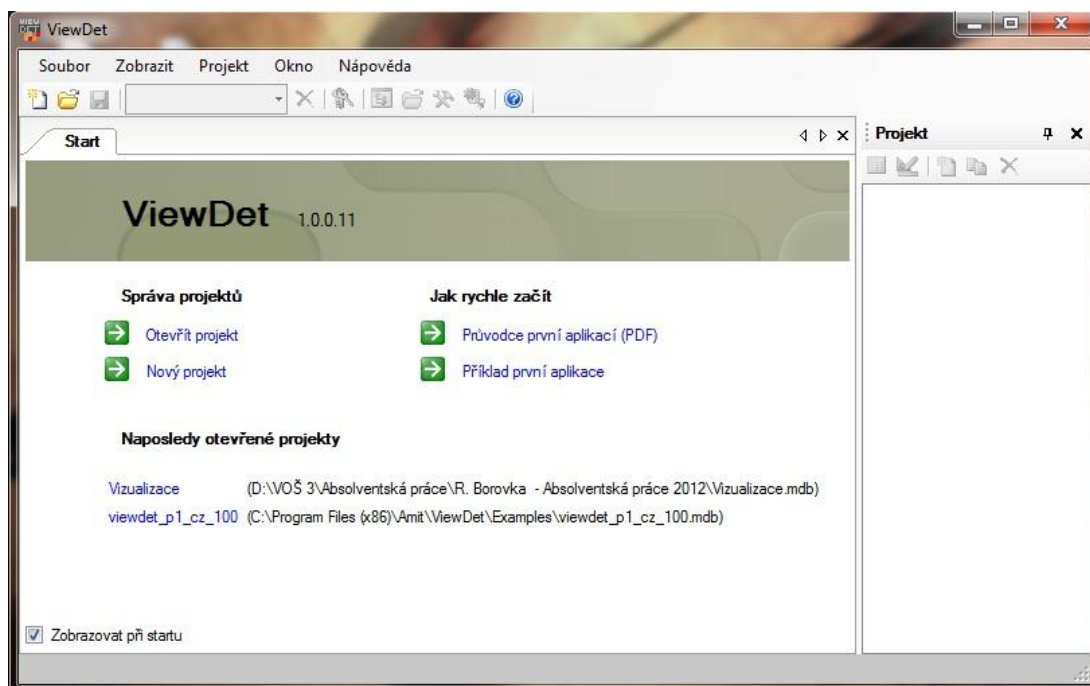 ViewDet
Soubor Zobrazit Projekt Okno Nápověda
Start
Projekt
ViewDet 1.0.0.11
Správa projektů
Jak rychle začít
Otevřít projekt
Průvodce první aplikací (PDF)
Nový projekt
Příklad první aplikace
Naposledy otevřené projekty
Vizualizace (D:\VOŠ 3\Absolventská práce\R. Borovka - Absolventská práce 2012\Vizualizace.mdb)
viewdet_p1_cz_100 (C:\Program Files (x86)\Amit\ViewDet\Examples\viewdet_p1_cz_100.mdb)
Zobrazovat při startu